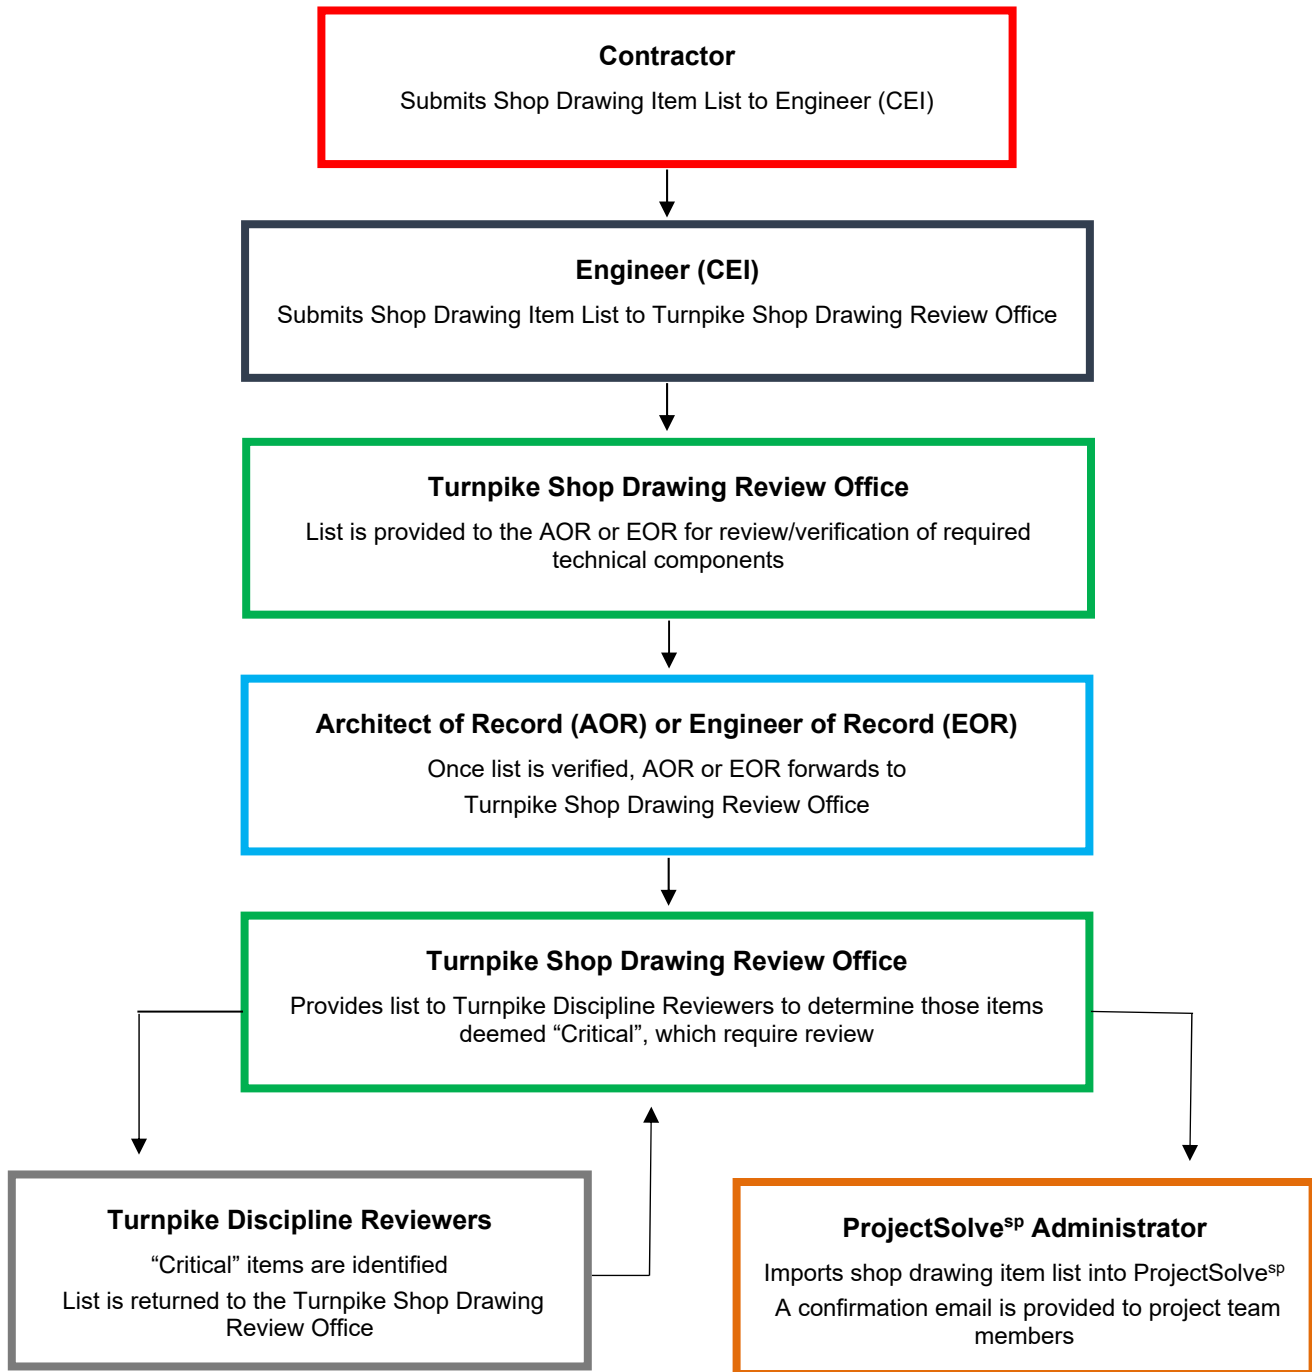 Contractor
Submits Shop Drawing Item List to Engineer (CEI)
Engineer (CEI)
Submits Shop Drawing Item List to Turnpike Shop Drawing Review Office
Turnpike Shop Drawing Review Office
List is provided to the AOR or EOR for review/verification of required
technical components
Architect of Record (AOR) or Engineer of Record (EOR)
Once list is verified, AOR or EOR forwards to
Turnpike Shop Drawing Review Office
Turnpike Shop Drawing Review Office
Provides list to Turnpike Discipline Reviewers to determine those items
deemed “Critical”, which require review
Turnpike Discipline Reviewers
“Critical” items are identified
List is returned to the Turnpike Shop Drawing
Review Office
ProjectSolveˢᵖ Administrator
Imports shop drawing item list into ProjectSolveˢᵖ
A confirmation email is provided to project team
members